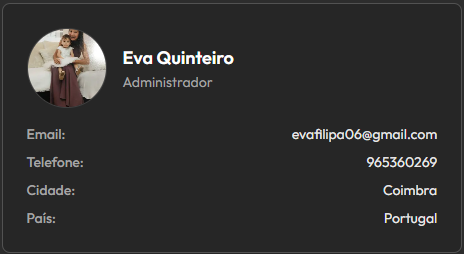 Eva Quinteiro
Administrador
Email: evafilipa06@gmail.com
Telefone: 965360269
Cidade: Coimbra
País: Portugal